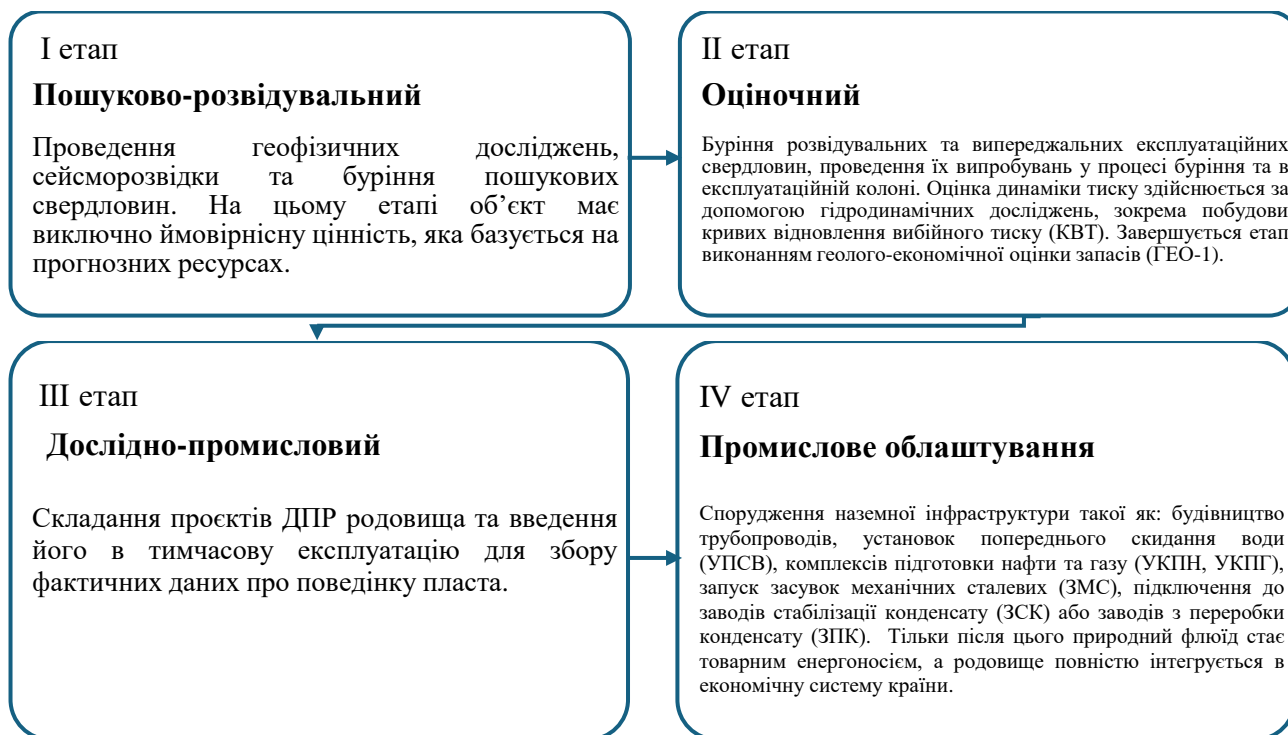 I етап
Пошуково-розвідувальний
Проведення геофізичних досліджень,
сейсморозвідки та буріння пошукових
свердловин. На цьому етапі об’єкт має
виключно ймовірнісну цінність, яка базується на
прогнозних ресурсах.
II етап
Оціночний
Буріння розвідувальних та випереджальних експлуатаційних
свердловин, проведення їх випробувань у процесі буріння та в
експлуатаційній колоні. Оцінка динаміки тиску здійснюється за
допомогою гідродинамічних досліджень, зокрема побудови
кривих відновлення вибійного тиску (КВТ). Завершується етап
виконанням геолого-економічної оцінки запасів (ГЕО-1).
III етап
Дослідно-промисловий
Складання проєктів ДПР родовища та введення
його в тимчасову експлуатацію для збору
фактичних даних про поведінку пласта.
IV етап
Промислове облаштування
Спорудження наземної інфраструктури такої як: будівництво
трубопроводів, установок попереднього скидання води
(УПСВ), комплексів підготовки нафти та газу (УКПН, УКПГ),
запуск засувок механічних сталевих (ЗМС), підключення до
заводів стабілізації конденсату (ЗСК) або заводів з переробки
конденсату (ЗПК). Тільки після цього природний флюїд стає
товарним енергоносієм, а родовище повністю інтегрується в
економічну систему країни.